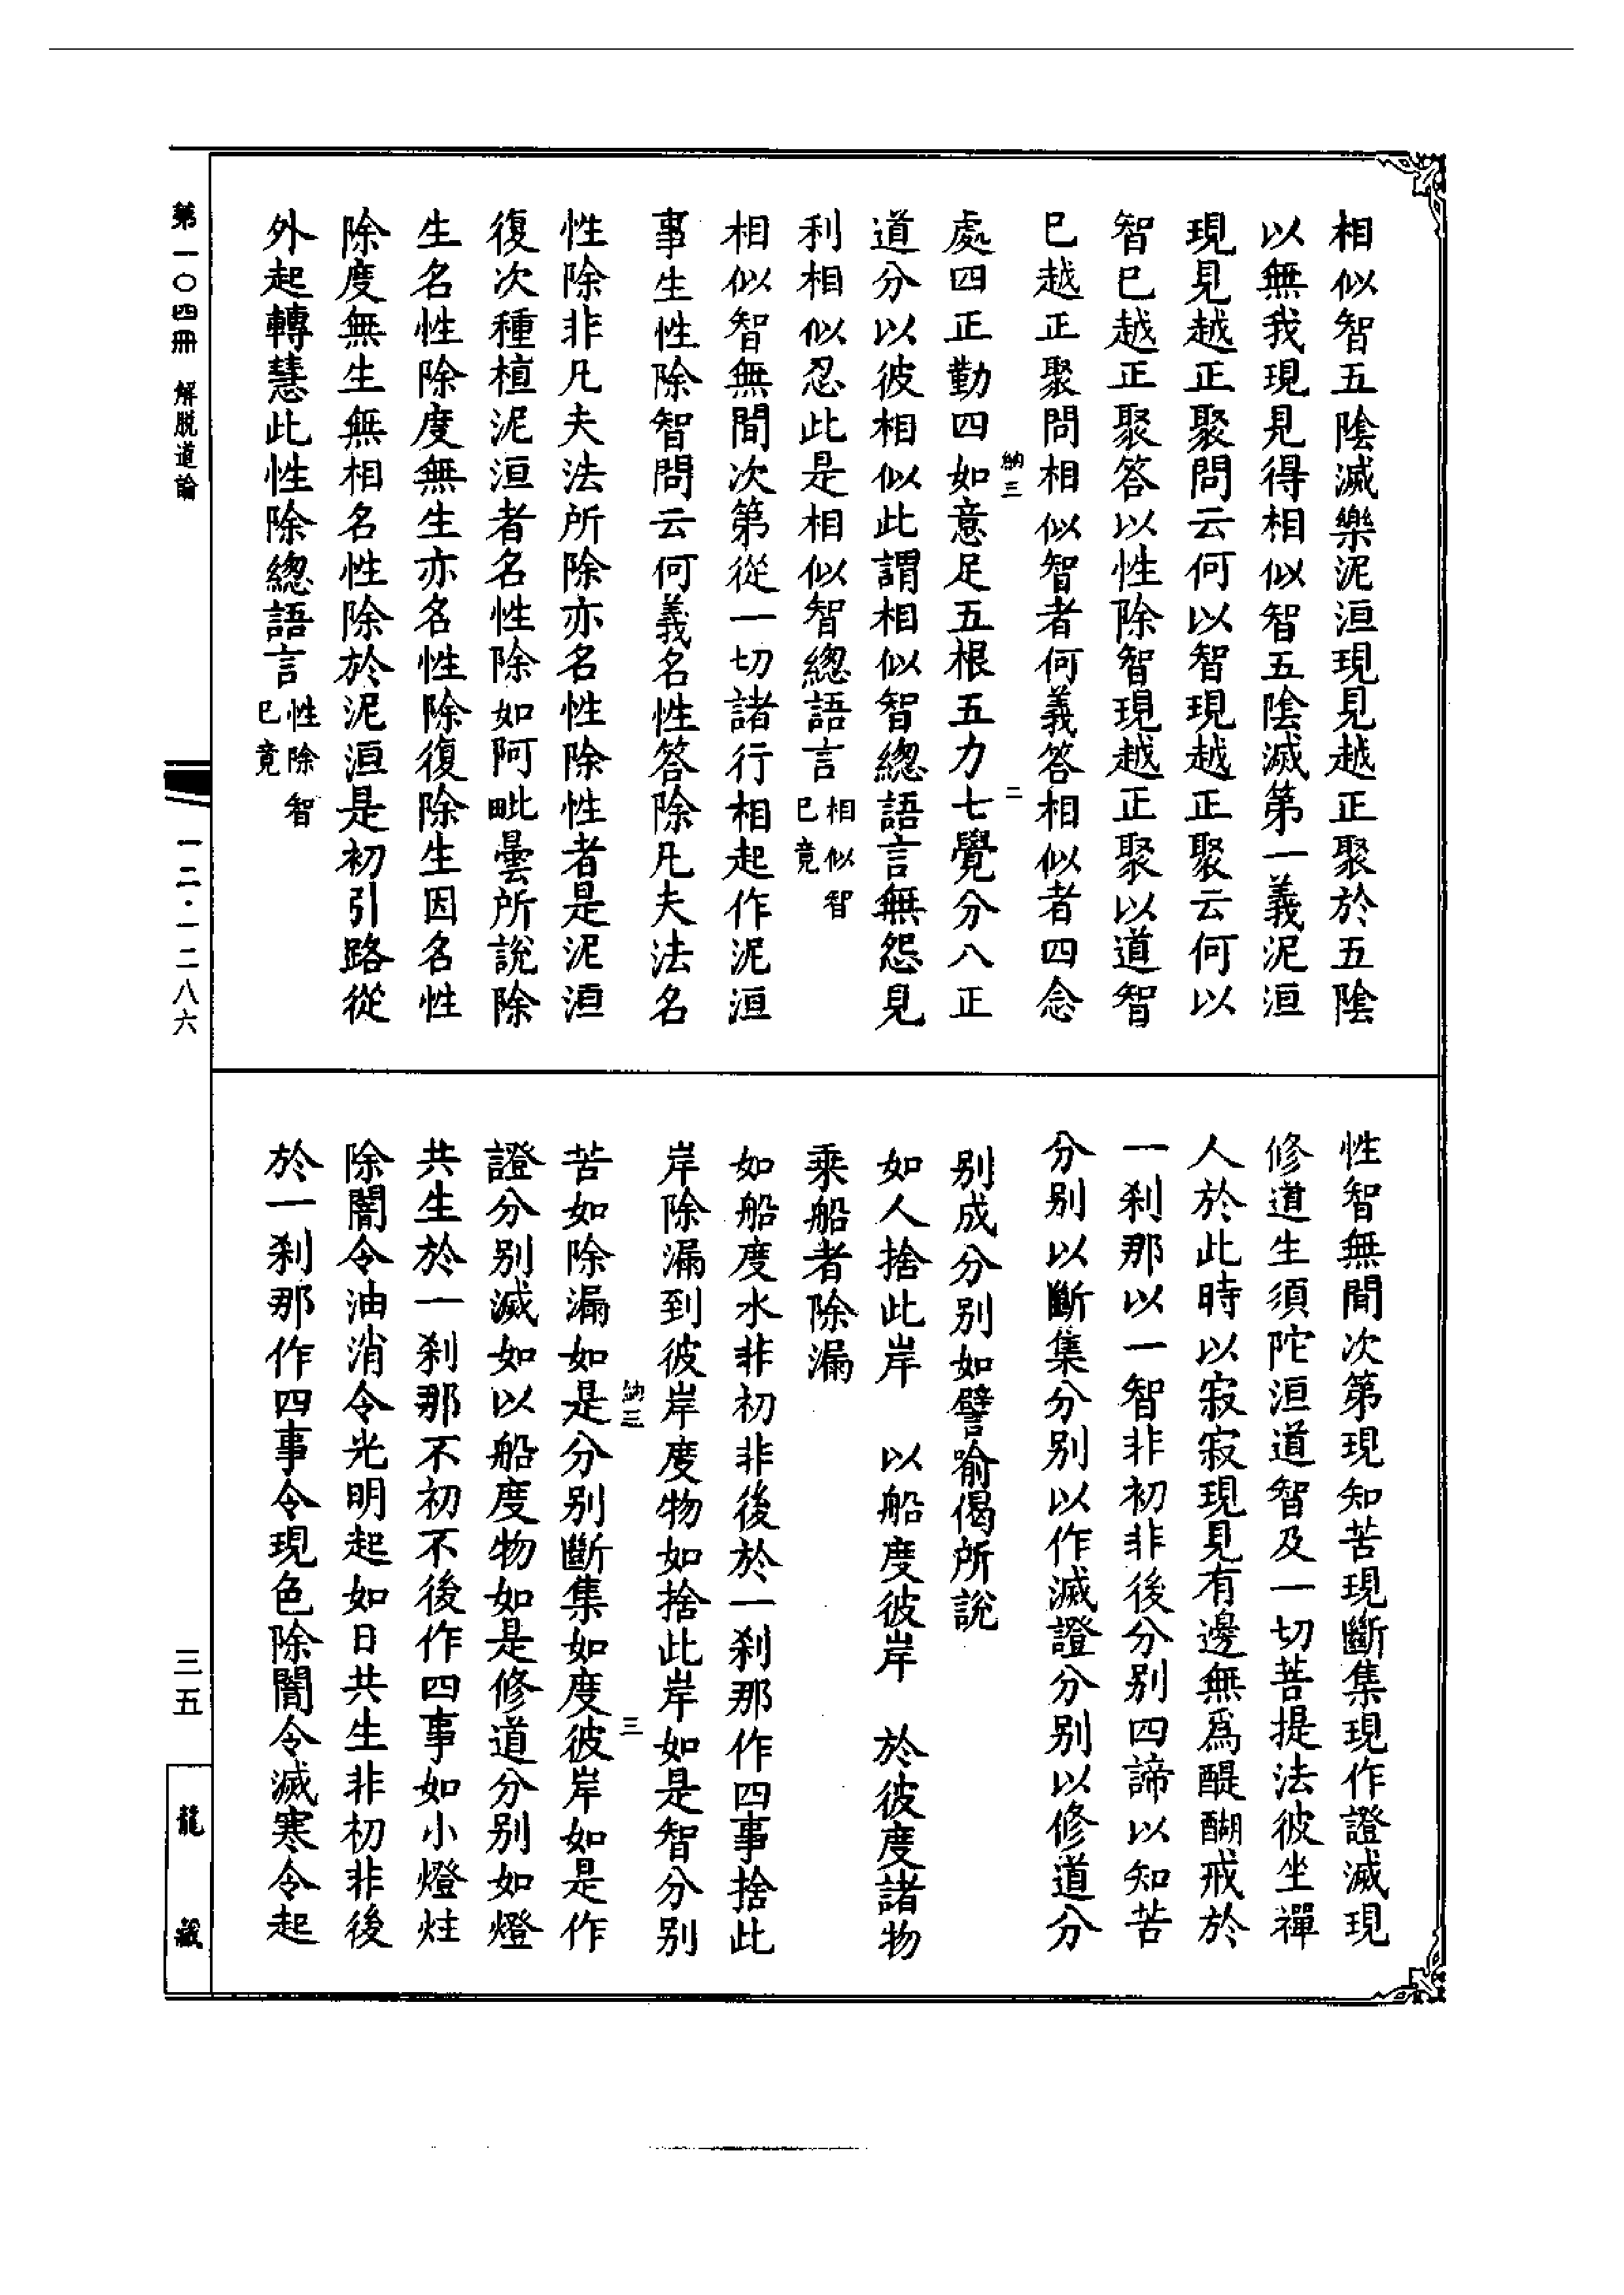 相似智五陰滅樂泥洹現見越正聚於五陰
以無我現見得相似智五陰滅第一義泥洹
現見越正聚問云何以智現越正聚云何以
智已越正聚答以性除智現越正聚以道智
已越正聚問相似智者何義答相似者四念
納三
二
處四正勤四如意足五根五力七覺分八正
道分以彼相似此謂相似智總語言無怨見
利相似忍此是相似智總語言相似智已竟
相似智無間次第從一切諸行相起作泥洹
事生性除智問云何義名性答除凡夫法名
性除非凡夫法所除亦名性除性者是泥洹
復次種植泥洹者名性除如阿毗曇所說除
生名性除度無生亦名性除復除生因名性
除度無生無相名性除於泥洹是初引路從
外起轉慧此性除總語言性除智已竟
性智無間次第現知苦現斷集現作證滅現
修道生須陀洹道智及一切菩提法彼坐禪
人於此時以寂寂現見有邊無為醍醐戒於
一剎那以一智非初非後分別四諦以知苦
分別以斷集分別以作滅證分別以修道分
別成分別如譬喻偈所說
如人捨此岸　以船度彼岸　於彼度諸物
乘船者除漏
如船度水非初非後於一剎那作四事捨此
岸除漏到彼岸度物如捨此岸如是智分別
納三
三
苦如除漏如是分別斷集如度彼岸如是作
證分別滅如以船度物如是修道分別如燈
共生於一剎那不初不後作四事如小燈炷
除闇令油消令光明起如日共生非初非後
於一剎那作四事令現色除闇令滅寒令起
第一〇四冊　解脫道論
一二·一二八六
三五
龍藏